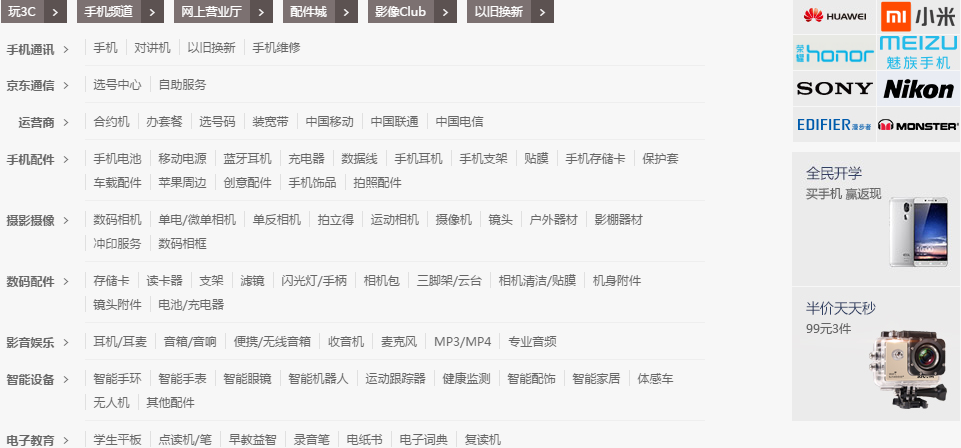 玩3C > 手机频道 > 网上营业厅 > 配件城 > 影像Club > 以旧换新 >
手机通讯 > 手机 对讲机 以旧换新 手机维修
京东通信 > 选号中心 自助服务
运营商 > 合约机 办套餐 选号码 装宽带 中国移动 中国联通 中国电信
手机配件 > 手机电池 移动电源 蓝牙耳机 充电器 数据线 手机耳机 手机支架 贴膜 手机存储卡 保护套
车载配件 苹果周边 创意配件 手机饰品 拍照配件
摄影摄像 > 数码相机 单电/微单相机 单反相机 拍立得 运动相机 摄像机 镜头 户外器材 影棚器材
冲印服务 数码相框
数码配件 > 存储卡 读卡器 支架 滤镜 闪光灯/手柄 相机包 三脚架/云台 相机清洁/贴膜 机身附件
镜头附件 电池/充电器
影音娱乐 > 耳机/耳麦 音箱/音响 便携/无线音箱 收音机 麦克风 MP3/MP4 专业音频
智能设备 > 智能手环 智能手表 智能眼镜 智能机器人 运动跟踪器 健康监测 智能配饰 智能家居 体感车
无人机 其他配件
电子教育 > 学生平板 点读机/笔 早教益智 录音笔 电纸书 电子词典 复读机
HUAWEI mi 小米
荣耀 honor MEIZU
魅族手机
SONY Nikon
EDIFIER 漫步者 MONSTER
全民开学
买手机 赢返现
半价天天秒
99元3件